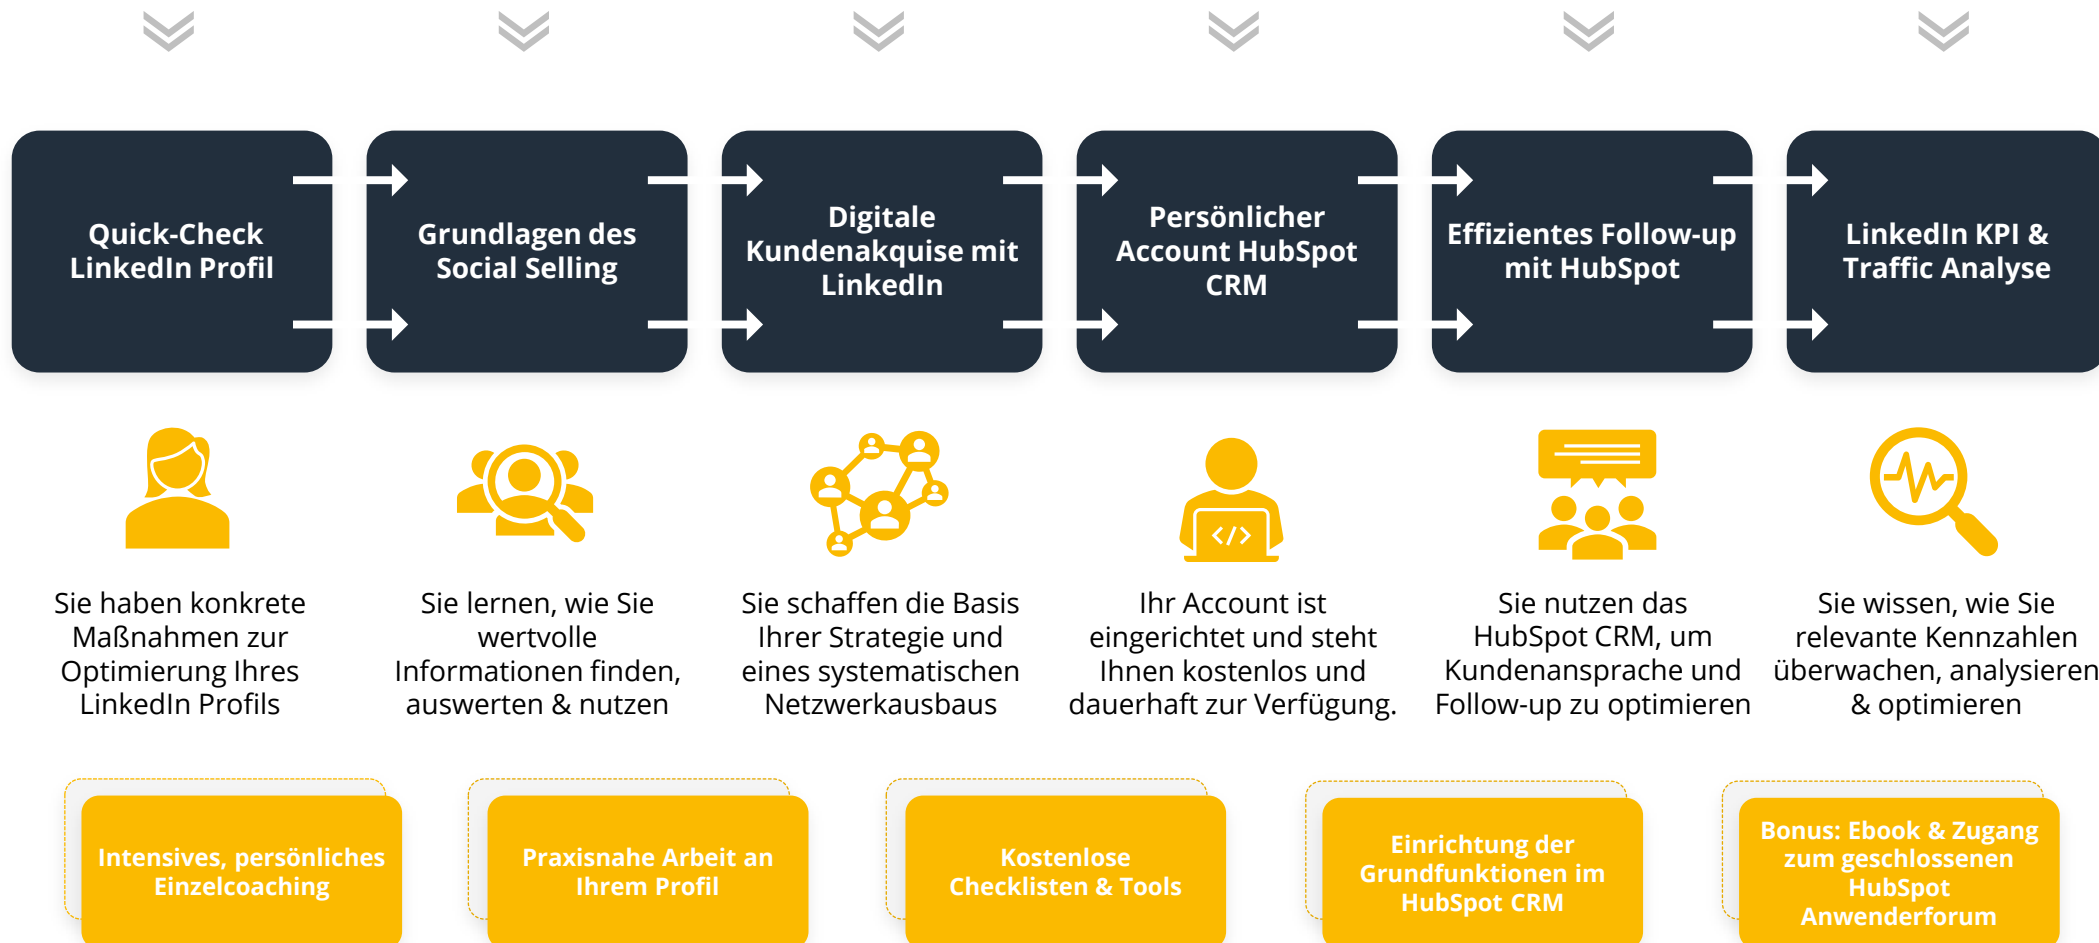 Quick-Check
LinkedIn Profil
Grundlagen des
Social Selling
Digitale
Kundenakquise mit
LinkedIn
Persönlicher
Account HubSpot
CRM
Effizientes Follow-up
mit HubSpot
LinkedIn KPI &
Traffic Analyse
</>
Sie haben konkrete
Maßnahmen zur
Optimierung Ihres
LinkedIn Profils
Sie lernen, wie Sie
wertvolle
Informationen finden,
auswerten & nutzen
Sie schaffen die Basis
Ihrer Strategie und
eines systematischen
Netzwerkausbaus
Ihr Account ist
eingerichtet und steht
Ihnen kostenlos und
dauerhaft zur Verfügung.
Sie nutzen das
HubSpot CRM, um
Kundenansprache und
Follow-up zu optimieren
Sie wissen, wie Sie
relevante Kennzahlen
überwachen, analysieren
& optimieren
Intensives, persönliches
Einzelcoaching
Praxisnahe Arbeit an
Ihrem Profil
Kostenlose
Checklisten & Tools
Einrichtung der
Grundfunktionen im
HubSpot CRM
Bonus: Ebook & Zugang
zum geschlossenen
HubSpot
Anwenderforum